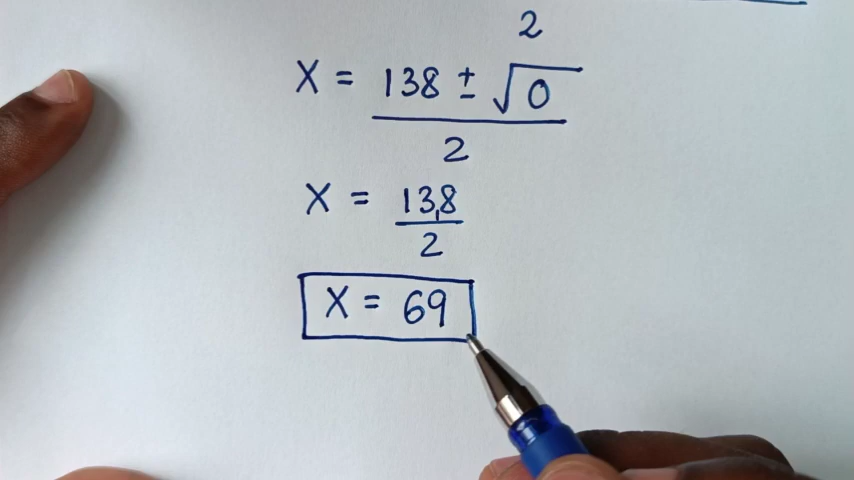 2
X = 138 ± √0
2
X = 138
2
X = 69